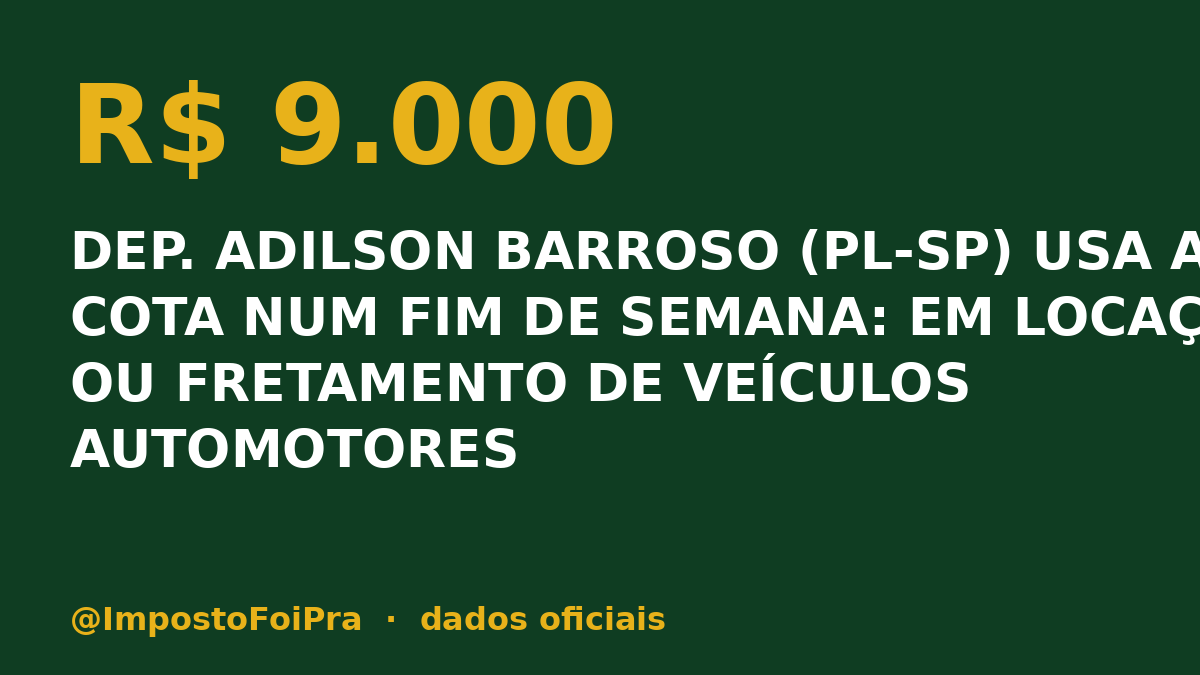 R$ 9.000
DEP. ADILSON BARROSO (PL-SP) USA A
COTA NUM FIM DE SEMANA: EM LOCAÇ
OU FRETAMENTO DE VEÍCULOS
AUTOMOTORES
@ImpostoFoiPra · dados oficiais